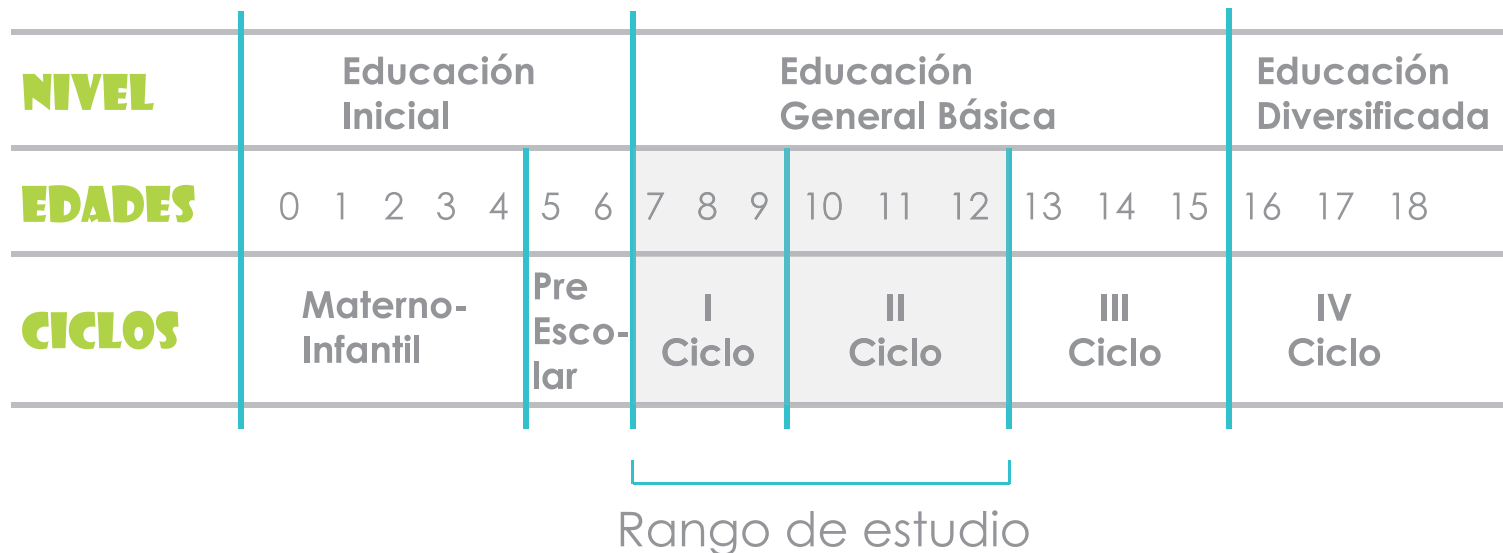 NIVEL
Educación
Inicial
Educación
General Básica
Educación
Diversificada
EDADES
0 1 2 3 4 5 6 7 8 9 10 11 12 13 14 15 16 17 18
CICLOS
Materno-
Infantil
Pre
Esco-
lar
I
Ciclo
II
Ciclo
III
Ciclo
IV
Ciclo
Rango de estudio